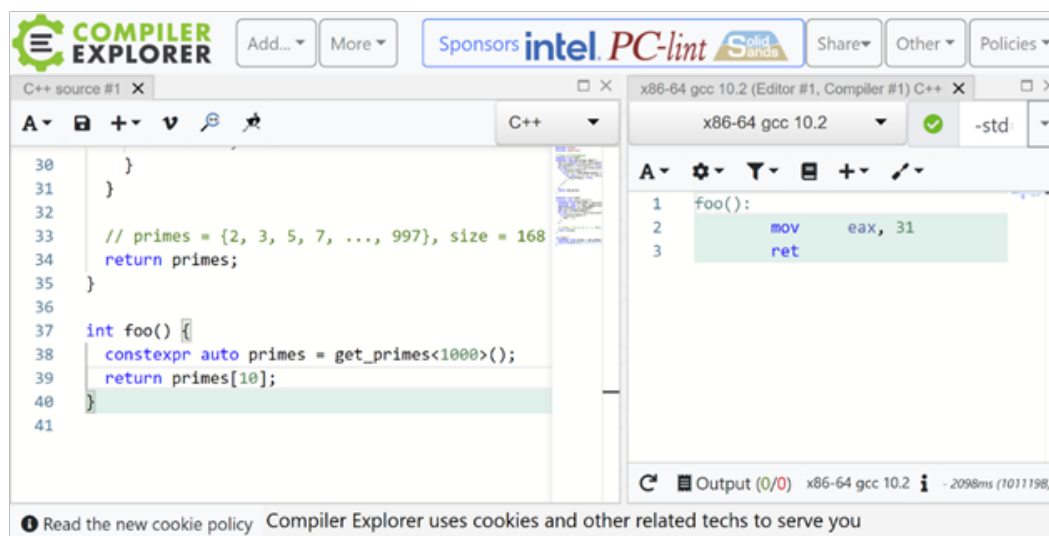 COMPILER EXPLORER Add... More Sponsors intel. PC-lint Solid Sands Share Other Policies
C++ source #1 X
A + v C++
30 }
31 }
32
33 // primes = {2, 3, 5, 7, ..., 997}, size = 168
34 return primes;
35 }
36
37 int foo() {
38 constexpr auto primes = get_primes<1000>();
39 return primes[10];
40 }
41
x86-64 gcc 10.2 (Editor #1, Compiler #1) C++ X
x86-64 gcc 10.2 -std
A +
1 foo():
2 mov eax, 31
3 ret
Output (0/0) x86-64 gcc 10.2 i - 2098ms (1011198
Read the new cookie policy Compiler Explorer uses cookies and other related techs to serve you